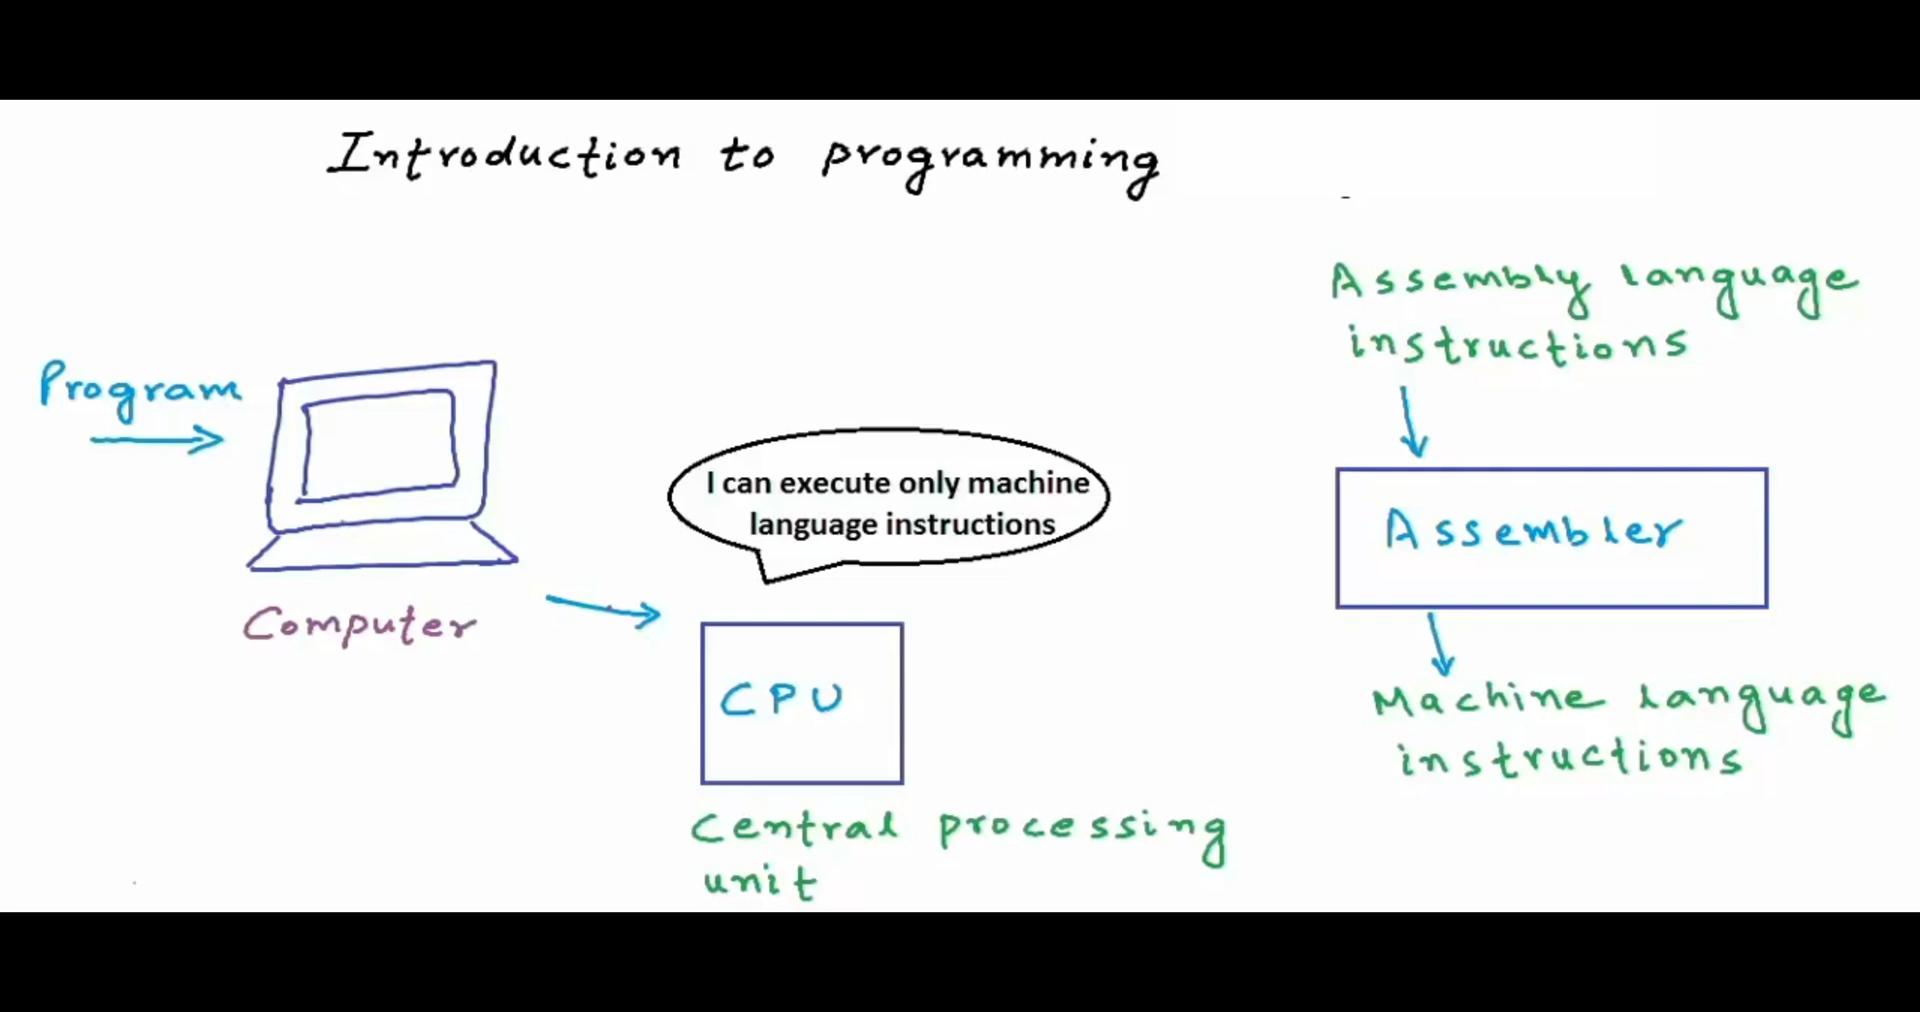 Introduction to programming
Program
Computer
I can execute only machine
language instructions
CPU
Central processing
unit
Assembly language
instructions
Assembler
Machine language
instructions